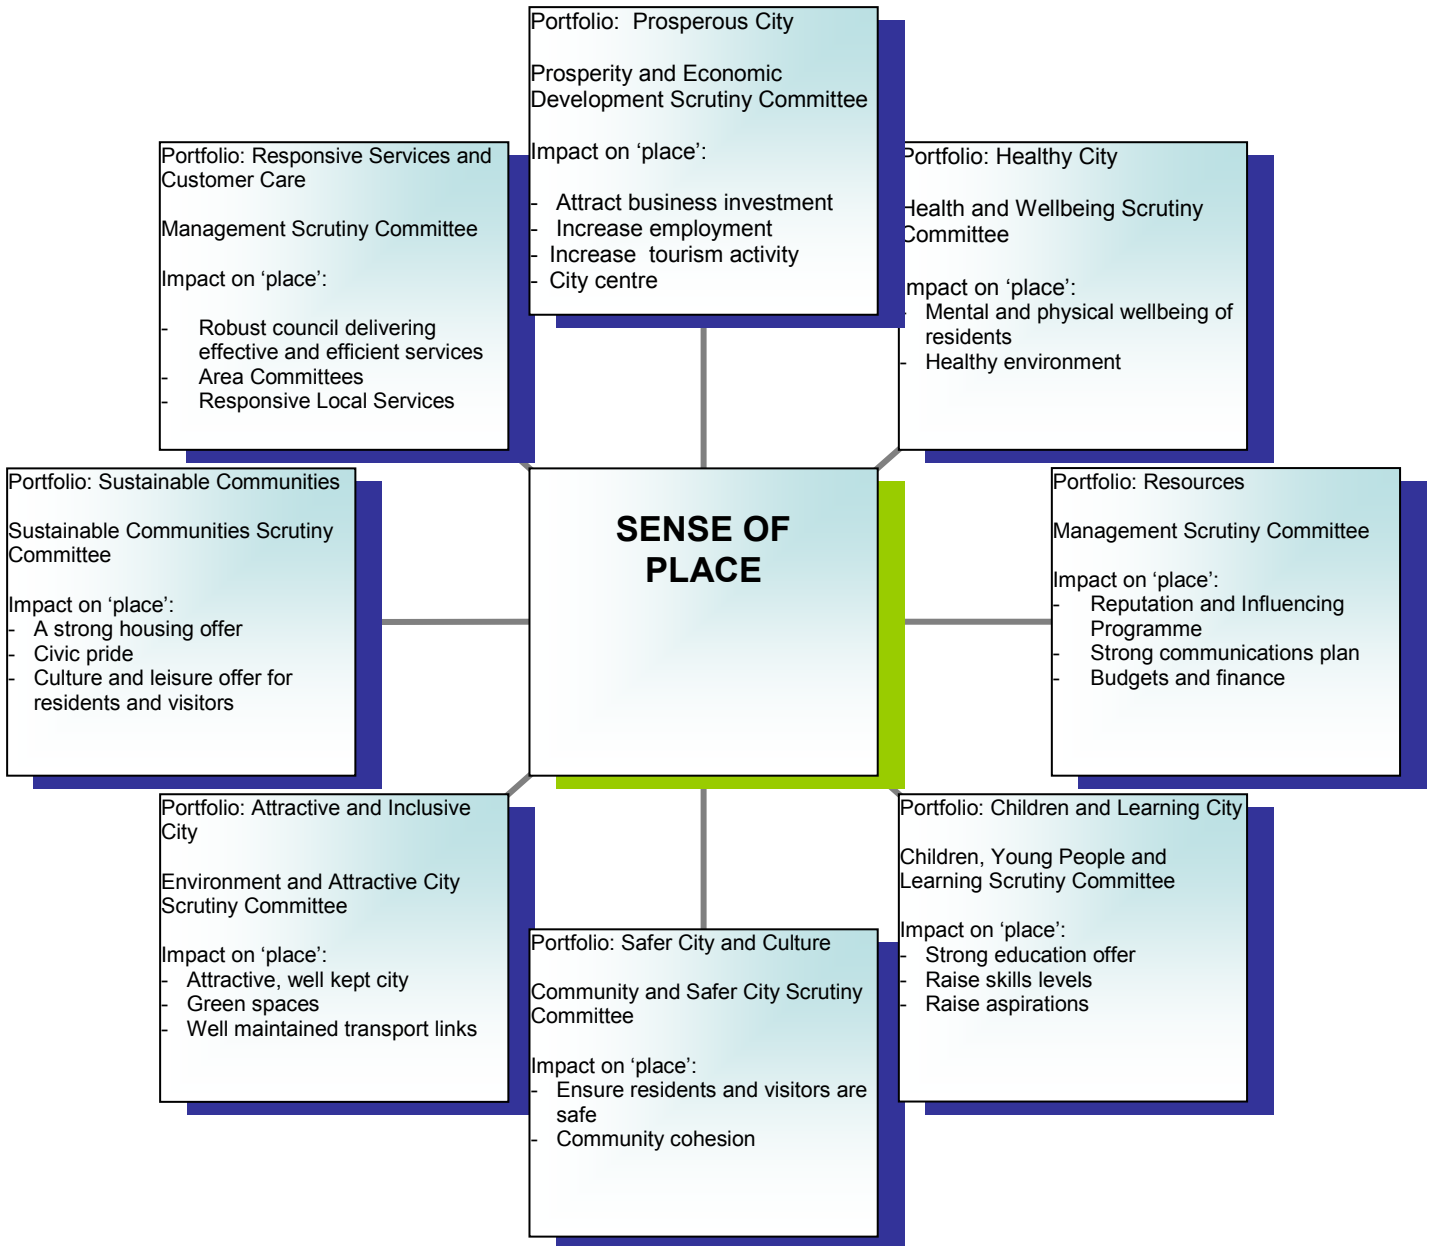 Portfolio: Prosperous City
Prosperity and Economic
Development Scrutiny Committee
Impact on ‘place’:
- Attract business investment
- Increase employment
- Increase tourism activity
- City centre
Portfolio: Responsive Services and
Customer Care
Management Scrutiny Committee
Impact on ‘place’:
- Robust council delivering
effective and efficient services
- Area Committees
- Responsive Local Services
Portfolio: Healthy City
Health and Wellbeing Scrutiny
Committee
Impact on ‘place’:
- Mental and physical wellbeing of
residents
- Healthy environment
Portfolio: Sustainable Communities
Sustainable Communities Scrutiny
Committee
Impact on ‘place’:
- A strong housing offer
- Civic pride
- Culture and leisure offer for
residents and visitors
SENSE OF
PLACE
Portfolio: Resources
Management Scrutiny Committee
Impact on ‘place’:
- Reputation and Influencing
Programme
- Strong communications plan
- Budgets and finance
Portfolio: Attractive and Inclusive
City
Environment and Attractive City
Scrutiny Committee
Impact on ‘place’:
- Attractive, well kept city
- Green spaces
- Well maintained transport links
Portfolio: Safer City and Culture
Community and Safer City Scrutiny
Committee
Impact on ‘place’:
- Ensure residents and visitors are
safe
- Community cohesion
Portfolio: Children and Learning City
Children, Young People and
Learning Scrutiny Committee
Impact on ‘place’:
- Strong education offer
- Raise skills levels
- Raise aspirations